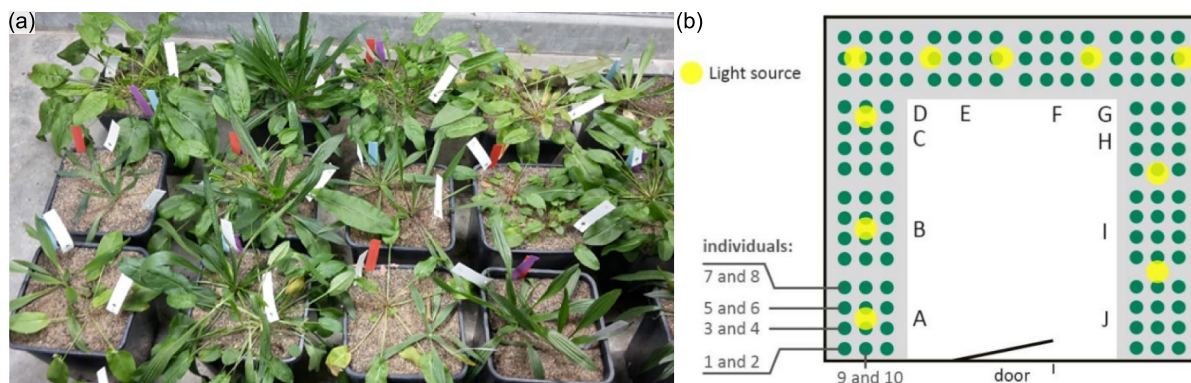 (a)
(b)
Light source
D E F G
C H
B I
individuals:
7 and 8
5 and 6
3 and 4
A J
1 and 2
9 and 10
door